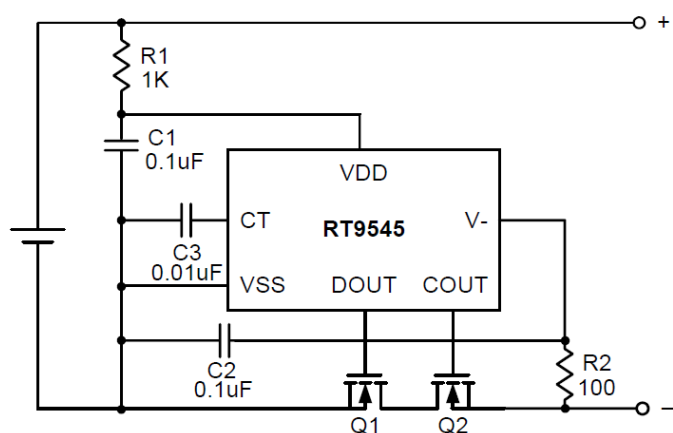 +
R1
1K
C1
0.1uF
VDD
CT
RT9545
V-
C3
0.01uF
VSS
DOUT
COUT
C2
0.1uF
R2
100
Q1
Q2
−